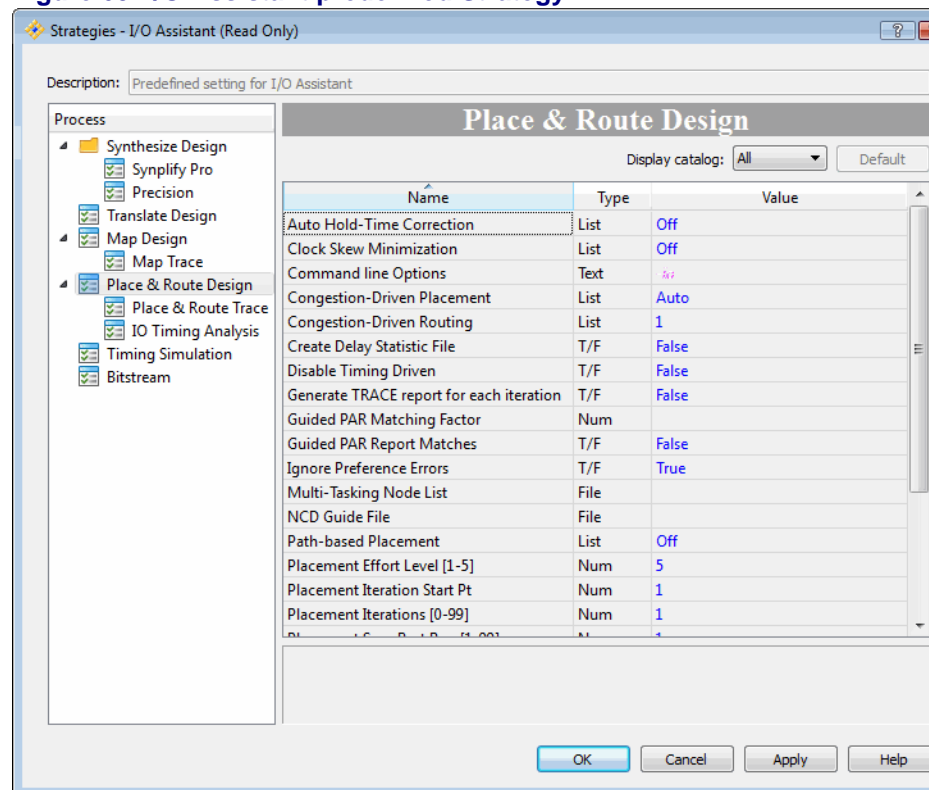 Strategies - I/O Assistant (Read Only)
Description: Predefined setting for I/O Assistant
Process
Synthesize Design
Synplify Pro
Precision
Translate Design
Map Design
Map Trace
Place & Route Design
Place & Route Trace
IO Timing Analysis
Timing Simulation
Bitstream
Place & Route Design
Display catalog: All Default
Name Type Value
Auto Hold-Time Correction List Off
Clock Skew Minimization List Off
Command line Options Text
Congestion-Driven Placement List Auto
Congestion-Driven Routing List 1
Create Delay Statistic File T/F False
Disable Timing Driven T/F False
Generate TRACE report for each iteration T/F False
Guided PAR Matching Factor Num
Guided PAR Report Matches T/F False
Ignore Preference Errors T/F True
Multi-Tasking Node List File
NCD Guide File File
Path-based Placement List Off
Placement Effort Level [1-5] Num 5
Placement Iteration Start Pt Num 1
Placement Iterations [0-99] Num 1
OK Cancel Apply Help